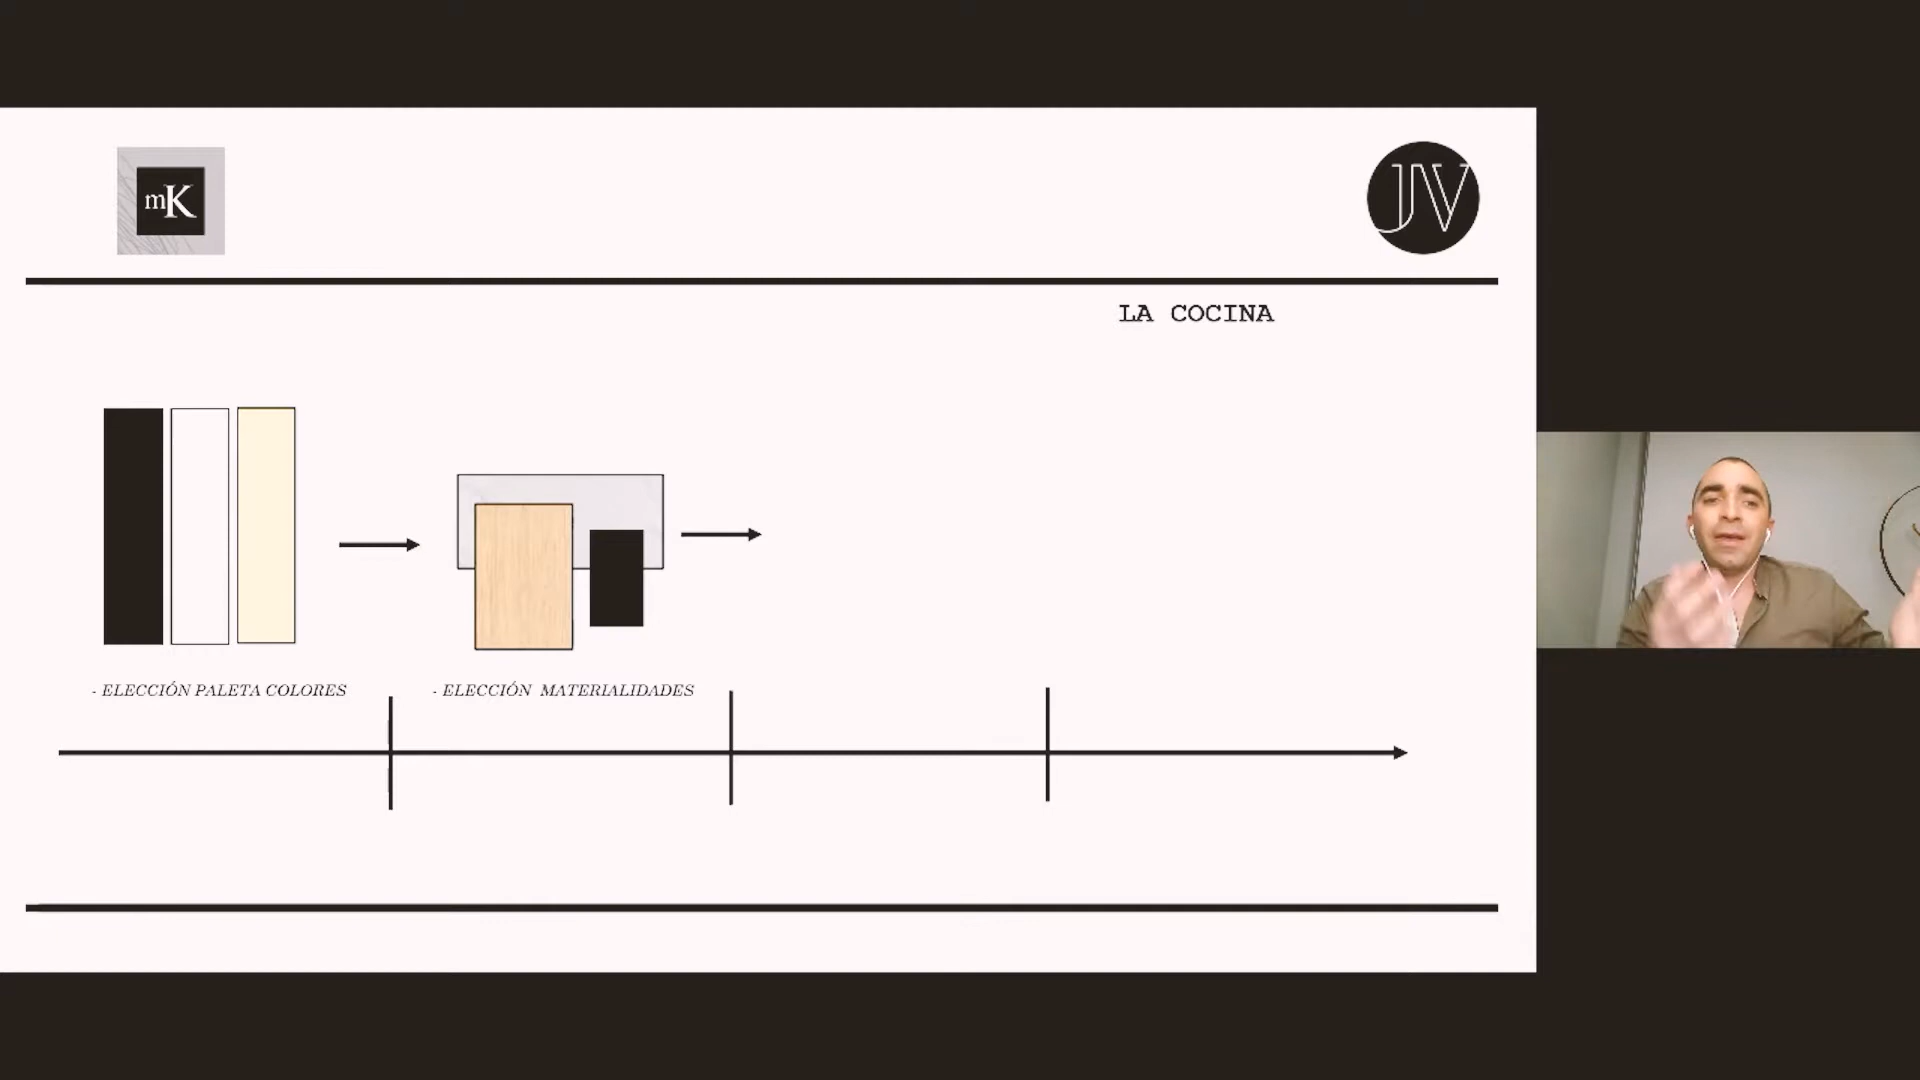 mK
JV
LA COCINA
- ELECCIÓN PALETA COLORES
- ELECCIÓN MATERIALIDADES